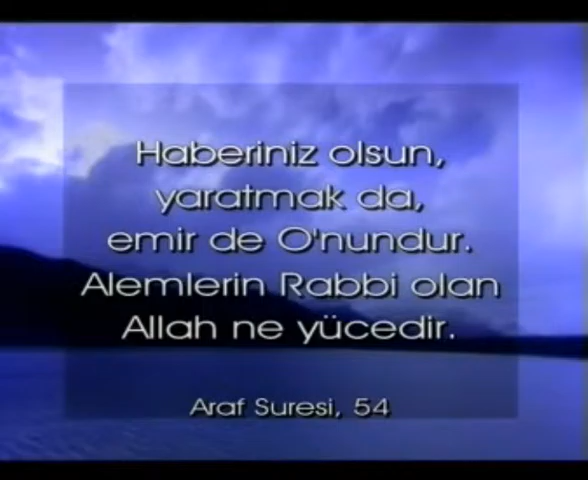 Haberiniz olsun,
yaratmak da,
emir de O'nundur.
Alemlerin Rabbi olan
Allah ne yücedir.
Araf Suresi, 54